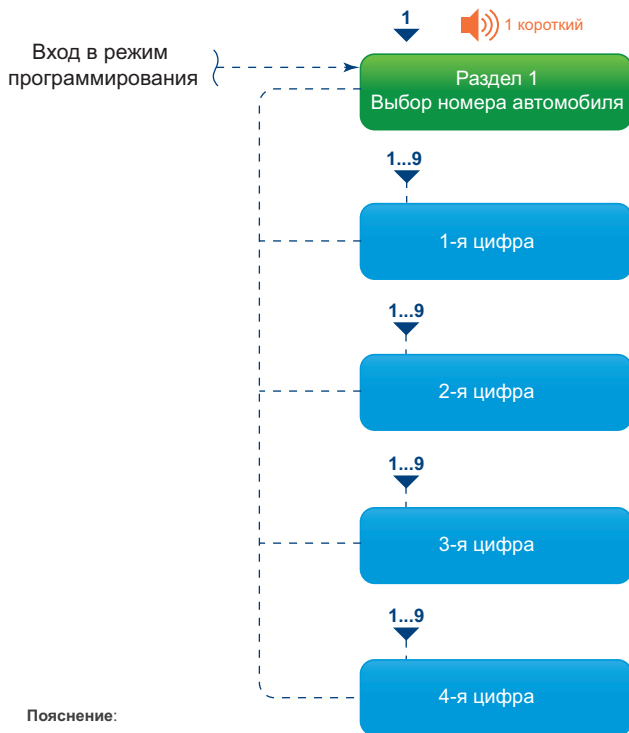 1
1 короткий
Вход в режим
программирования
Раздел 1
Выбор номера автомобиля
1...9
1-я цифра
1...9
2-я цифра
1...9
3-я цифра
1...9
4-я цифра
Пояснение: